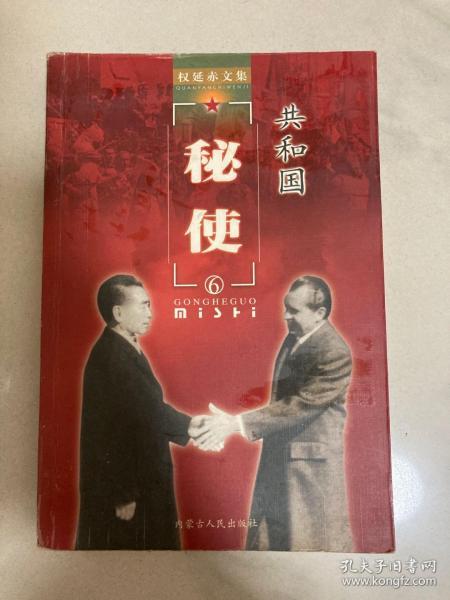 权延赤文集
QUANYANCHIWENJI
共和国
秘使
6
GONGHEGUO
mishi
内蒙古人民出版社
孔夫子旧书网
www.kongfz.com